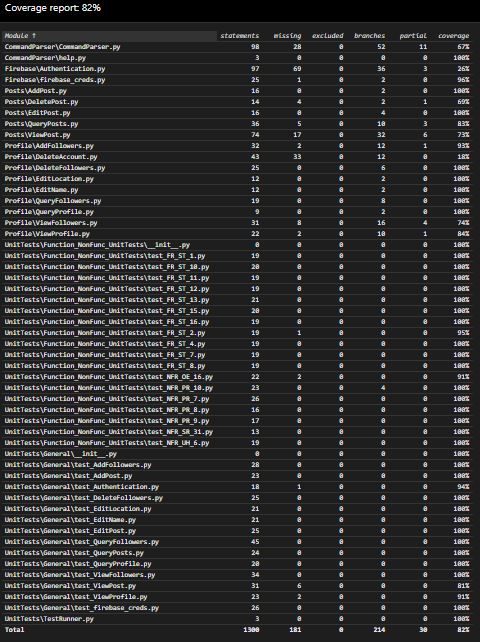 Coverage report: 82%
Module ↑ statements missing excluded branches partial coverage
CommandParser\CommandParser.py 98 28 0 52 11 67%
CommandParser\help.py 3 0 0 0 0 100%
Firebase\Authentication.py 97 69 0 36 3 26%
Firebase\firebase_creds.py 25 1 0 2 0 96%
Posts\AddPost.py 16 0 0 2 0 100%
Posts\DeletePost.py 14 4 0 2 1 69%
Posts\EditPost.py 16 0 0 4 0 100%
Posts\QueryPosts.py 36 5 0 10 3 83%
Posts\ViewPost.py 74 17 0 32 6 73%
Profile\AddFollowers.py 32 2 0 12 1 93%
Profile\DeleteAccount.py 43 33 0 12 0 18%
Profile\DeleteFollowers.py 25 0 0 6 0 100%
Profile\EditLocation.py 12 0 0 2 0 100%
Profile\EditName.py 12 0 0 2 0 100%
Profile\QueryFollowers.py 19 0 0 8 0 100%
Profile\QueryProfile.py 9 0 0 2 0 100%
Profile\ViewFollowers.py 31 8 0 16 4 74%
Profile\ViewProfile.py 22 2 0 10 1 84%
UnitTests\Function_NonFunc_UnitTests\__init__.py 0 0 0 0 0 100%
UnitTests\Function_NonFunc_UnitTests\test_FR_ST_1.py 19 0 0 0 0 100%
UnitTests\Function_NonFunc_UnitTests\test_FR_ST_10.py 20 0 0 0 0 100%
UnitTests\Function_NonFunc_UnitTests\test_FR_ST_11.py 19 0 0 0 0 100%
UnitTests\Function_NonFunc_UnitTests\test_FR_ST_12.py 19 0 0 0 0 100%
UnitTests\Function_NonFunc_UnitTests\test_FR_ST_13.py 21 0 0 0 0 100%
UnitTests\Function_NonFunc_UnitTests\test_FR_ST_15.py 20 0 0 0 0 100%
UnitTests\Function_NonFunc_UnitTests\test_FR_ST_16.py 19 0 0 0 0 100%
UnitTests\Function_NonFunc_UnitTests\test_FR_ST_2.py 19 1 0 0 0 95%
UnitTests\Function_NonFunc_UnitTests\test_FR_ST_4.py 19 0 0 0 0 100%
UnitTests\Function_NonFunc_UnitTests\test_FR_ST_7.py 19 0 0 0 0 100%
UnitTests\Function_NonFunc_UnitTests\test_FR_ST_8.py 19 0 0 0 0 100%
UnitTests\Function_NonFunc_UnitTests\test_NFR_OE_16.py 22 2 0 0 0 91%
UnitTests\Function_NonFunc_UnitTests\test_NFR_PR_10.py 23 0 0 4 0 100%
UnitTests\Function_NonFunc_UnitTests\test_NFR_PR_7.py 26 0 0 0 0 100%
UnitTests\Function_NonFunc_UnitTests\test_NFR_PR_8.py 16 0 0 0 0 100%
UnitTests\Function_NonFunc_UnitTests\test_NFR_PR_9.py 17 0 0 0 0 100%
UnitTests\Function_NonFunc_UnitTests\test_NFR_SR_31.py 13 0 0 0 0 100%
UnitTests\Function_NonFunc_UnitTests\test_NFR_UH_6.py 19 0 0 0 0 100%
UnitTests\General\__init__.py 0 0 0 0 0 100%
UnitTests\General\test_AddFollowers.py 28 0 0 0 0 100%
UnitTests\General\test_AddPost.py 23 0 0 0 0 100%
UnitTests\General\test_Authentication.py 18 1 0 0 0 94%
UnitTests\General\test_DeleteFollowers.py 25 0 0 0 0 100%
UnitTests\General\test_EditLocation.py 21 0 0 0 0 100%
UnitTests\General\test_EditName.py 21 0 0 0 0 100%
UnitTests\General\test_EditPost.py 25 0 0 0 0 100%
UnitTests\General\test_QueryFollowers.py 45 0 0 0 0 100%
UnitTests\General\test_QueryPosts.py 24 0 0 0 0 100%
UnitTests\General\test_QueryProfile.py 20 0 0 0 0 100%
UnitTests\General\test_ViewFollowers.py 34 0 0 0 0 100%
UnitTests\General\test_ViewPost.py 31 6 0 0 0 81%
UnitTests\General\test_ViewProfile.py 23 2 0 0 0 91%
UnitTests\General\test_firebase_creds.py 26 0 0 0 0 100%
UnitTests\TestRunner.py 3 0 0 0 0 100%
Total 1300 181 0 214 30 82%